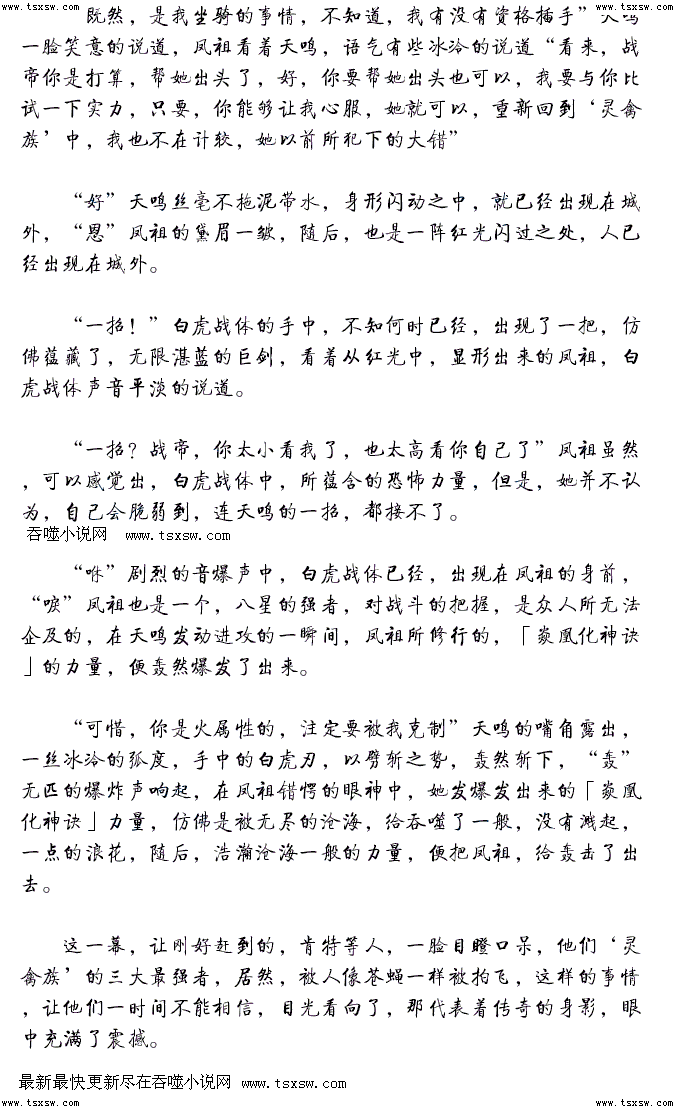 www.tsxsw.com www.tsxsw.com www.tsxsw.com www.tsxsw.com
既然，是我坐骑的事情，不知道，我有没有资格插手”天鸣
一脸笑意的说道，凤祖看着天鸣，语气有些冰冷的说道“看来，战
帝你是打算，帮她出头了，好，你要帮她出头也可以，我要与你比
试一下实力，只要，你能够让我心服，她就可以，重新回到‘灵禽
族’中，我也不在计较，她以前所犯下的大错”
“好”天鸣丝毫不拖泥带水，身形闪动之中，就已经出现在城
外，“恩”凤祖的黛眉一皱，随后，也是一阵红光闪过之处，人已
经出现在城外。
“一招！”白虎战体的手中，不知何时已经，出现了一把，仿
佛蕴藏了，无限湛蓝的巨剑，看着从红光中，显形出来的凤祖，白
虎战体声音平淡的说道。
“一招？战帝，你太小看我了，也太高看你自己了”凤祖虽然
，可以感觉出，白虎战体中，所蕴含的恐怖力量，但是，她并不认
为，自己会脆弱到，连天鸣的一招，都接不了。
吞噬小说网 www.tsxsw.com
“咻”剧烈的音爆声中，白虎战体已经，出现在凤祖的身前，
“唳”凤祖也是一个，八星的强者，对战斗的把握，是众人所无法
企及的，在天鸣发动进攻的一瞬间，凤祖所修行的，「焱凰化神诀
」的力量，便轰然爆发了出来。
“可惜，你是火属性的，注定要被我克制”天鸣的嘴角露出，
一丝冰冷的弧度，手中的白虎刃，以劈斩之势，轰然斩下，“轰”
无匹的爆炸声响起，在凤祖错愕的眼神中，她发爆发出来的「焱凰
化神诀」力量，仿佛是被无尽的沧海，给吞噬了一般，没有溅起，
一点的浪花，随后，浩瀚沧海一般的力量，便把凤祖，给轰击了出
去。
这一幕，让刚好赶到的，肯特等人，一脸目瞪口呆，他们‘灵
禽族’的三大最强者，居然，被人像苍蝇一样被拍飞，这样的事情
，让他们一时间不能相信，目光看向了，那代表着传奇的身影，眼
中充满了震撼。
最新最快更新尽在吞噬小说网 www.tsxsw.com
www.tsxsw.com www.tsxsw.com www.tsxsw.com www.tsxsw.com